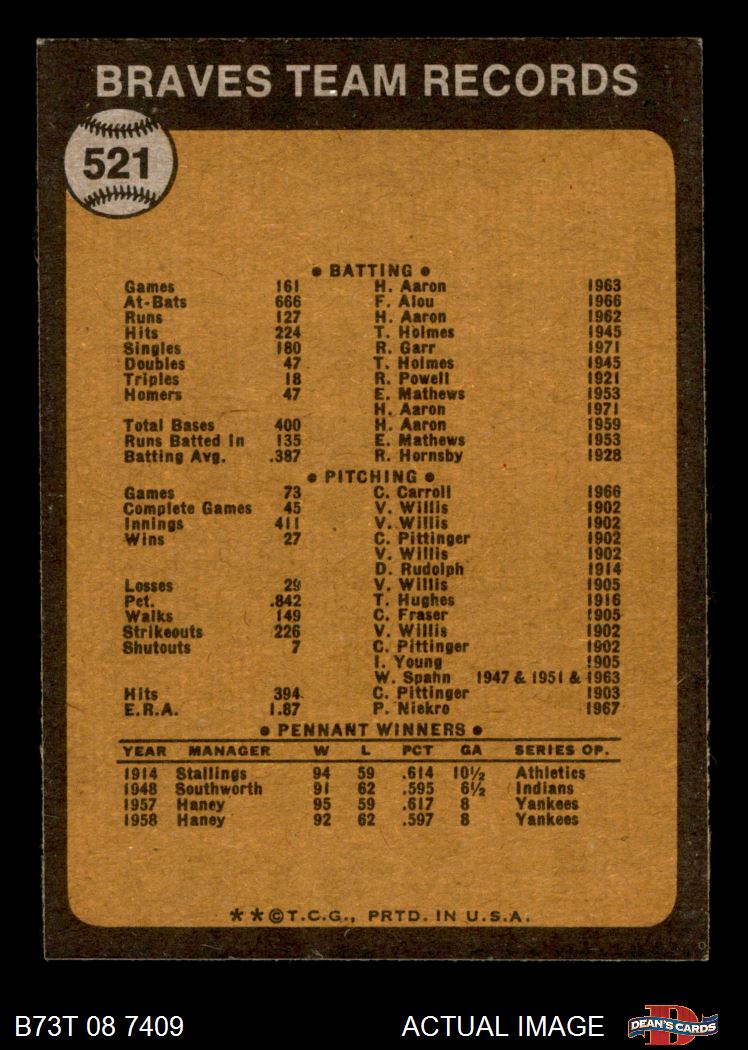 BRAVES TEAM RECORDS
521
• BATTING •
Games 161 H. Aaron 1963
At-Bats 666 F. Alou 1966
Runs 127 H. Aaron 1962
Hits 224 T. Holmes 1945
Singles 180 R. Garr 1971
Doubles 47 T. Holmes 1945
Triples 18 R. Powell 1921
Homers 47 E. Mathews 1953
H. Aaron 1971
Total Bases 400 H. Aaron 1959
Runs Batted In 135 E. Mathews 1953
Batting Avg. .387 R. Hornsby 1928
• PITCHING •
Games 73 C. Carroll 1966
Complete Games 45 V. Willis 1902
Innings 411 V. Willis 1902
Wins 27 C. Pittinger 1902
V. Willis 1902
D. Rudolph 1914
Losses 29 V. Willis 1905
Pct. .842 T. Hughes 1916
Walks 149 C. Fraser 1905
Strikeouts 226 V. Willis 1902
Shutouts 7 C. Pittinger 1902
I. Young 1905
W. Spahn 1947 & 1951 & 1963
Hits 394 C. Pittinger 1903
E.R.A. 1.87 P. Niekro 1967
• PENNANT WINNERS •
YEAR MANAGER W L PCT GA SERIES OP.
1914 Stallings 94 59 .614 10½ Athletics
1948 Southworth 91 62 .595 6½ Indians
1957 Haney 95 59 .617 8 Yankees
1958 Haney 92 62 .597 8 Yankees
**©T.C.G., PRTD. IN U.S.A.
B73T 08 7409 ACTUAL IMAGE DEAN'S CARDS